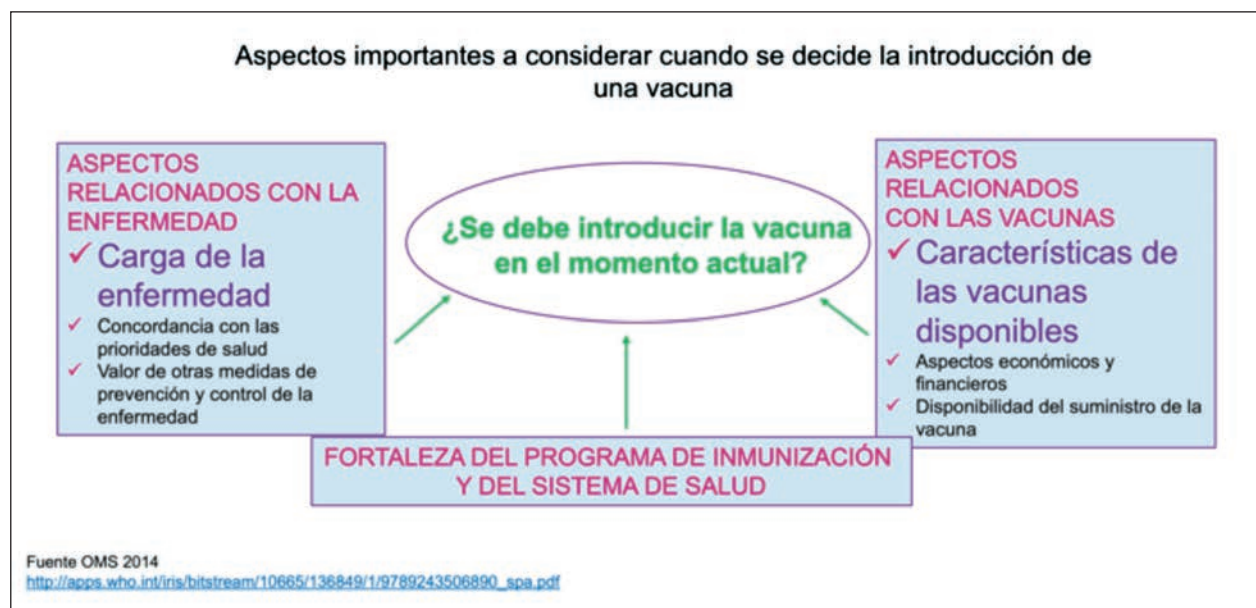 Aspectos importantes a considerar cuando se decide la introducción de
una vacuna
ASPECTOS
RELACIONADOS CON LA
ENFERMEDAD
✓ Carga de la
enfermedad
✓ Concordancia con las
prioridades de salud
✓ Valor de otras medidas de
prevención y control de la
enfermedad
¿Se debe introducir la vacuna
en el momento actual?
ASPECTOS
RELACIONADOS
CON LAS VACUNAS
✓ Características de
las vacunas
disponibles
✓ Aspectos económicos y
financieros
✓ Disponibilidad del suministro de la
vacuna
FORTALEZA DEL PROGRAMA DE INMUNIZACIÓN
Y DEL SISTEMA DE SALUD
Fuente OMS 2014
http://apps.who.int/iris/bitstream/10665/136849/1/9789243506890_spa.pdf